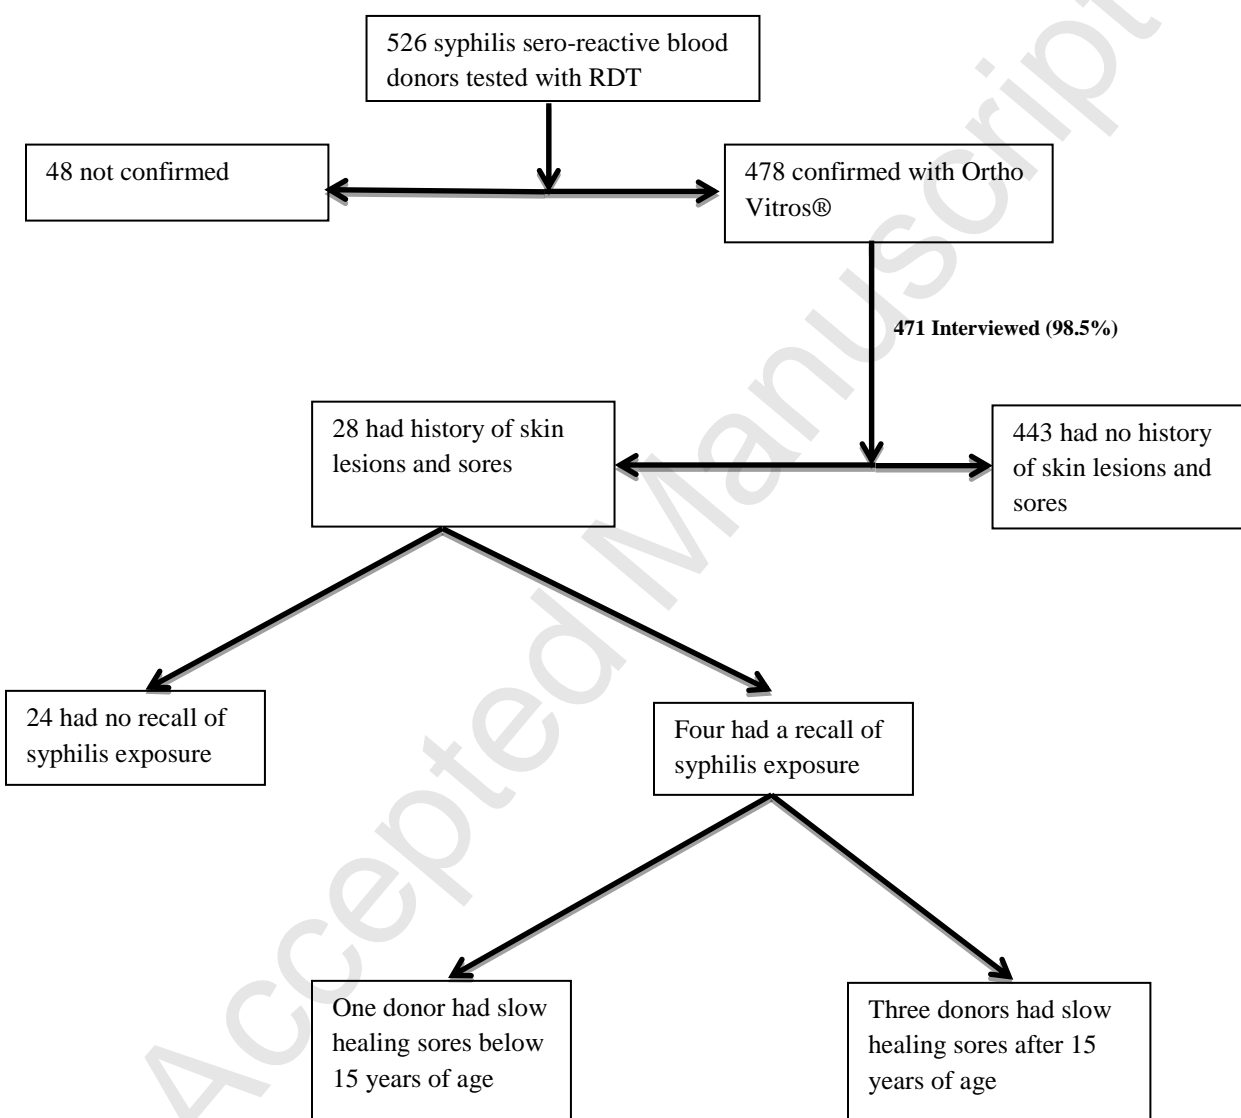 526 syphilis sero-reactive blood
donors tested with RDT
48 not confirmed
478 confirmed with Ortho
Vitros®
471 Interviewed (98.5%)
28 had history of skin
lesions and sores
443 had no history
of skin lesions and
sores
24 had no recall of
syphilis exposure
Four had a recall of
syphilis exposure
One donor had slow
healing sores below
15 years of age
Three donors had slow
healing sores after 15
years of age
Accepted Manuscript